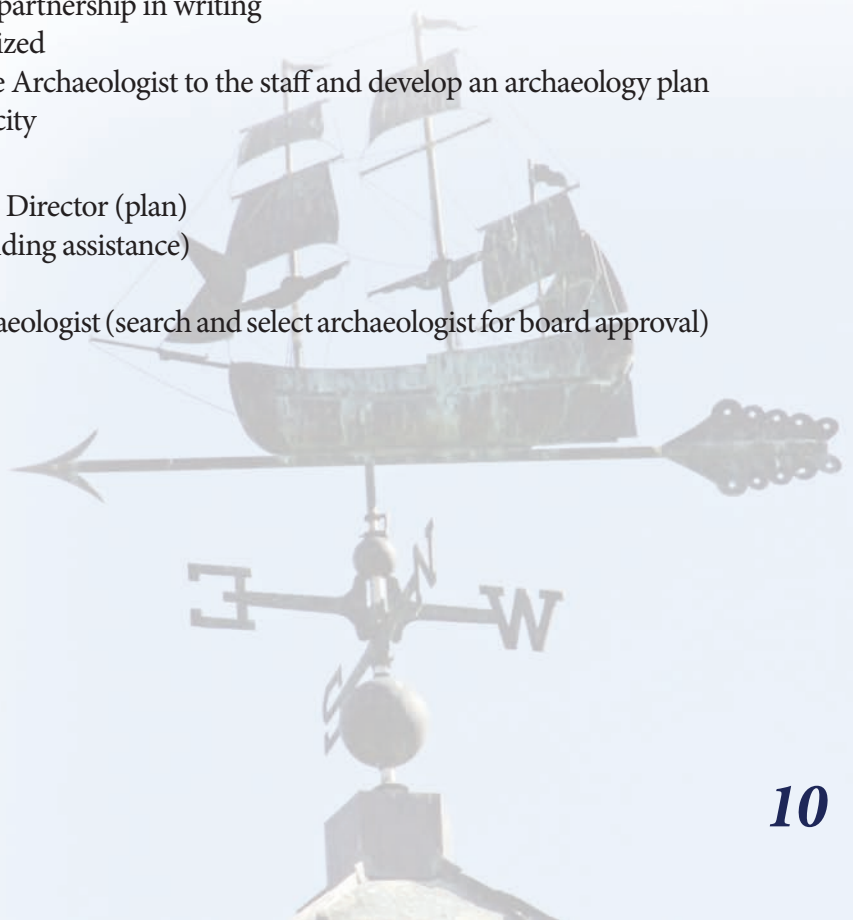 partnership in writing
ized
e Archaeologist to the staff and develop an archaeology plan
city
Director (plan)
ding assistance)
aeologist (search and select archaeologist for board approval)
N
E
W
S
10